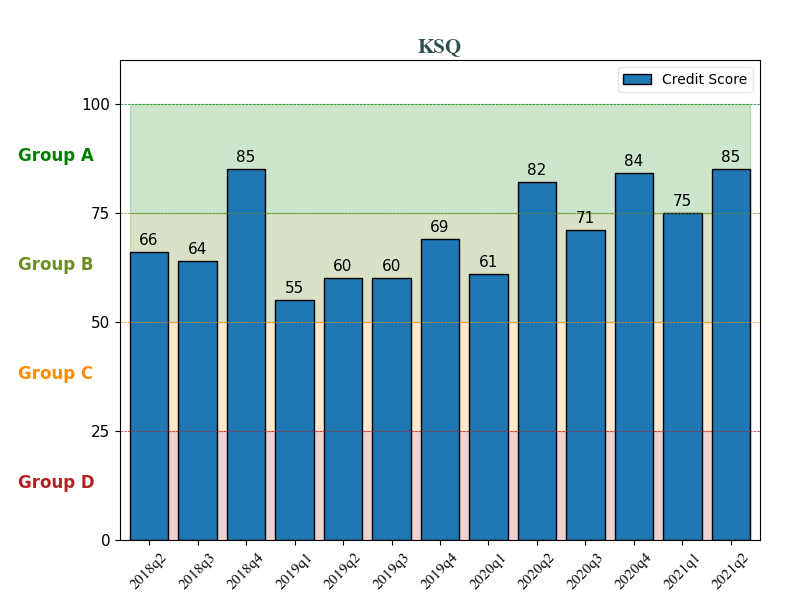 KSQ
Credit Score
100
Group A
75
Group B
50
Group C
25
Group D
0
66
64
85
55
60
60
69
61
82
71
84
75
85
2018q2
2018q3
2018q4
2019q1
2019q2
2019q3
2019q4
2020q1
2020q2
2020q3
2020q4
2021q1
2021q2